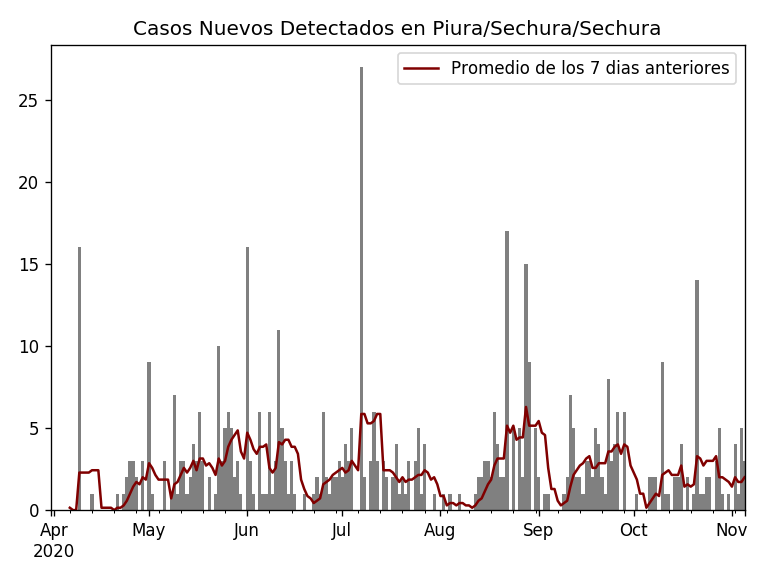 Casos Nuevos Detectados en Piura/Sechura/Sechura
Promedio de los 7 dias anteriores
25
20
15
10
5
0
Apr May Jun Jul Aug Sep Oct Nov
2020